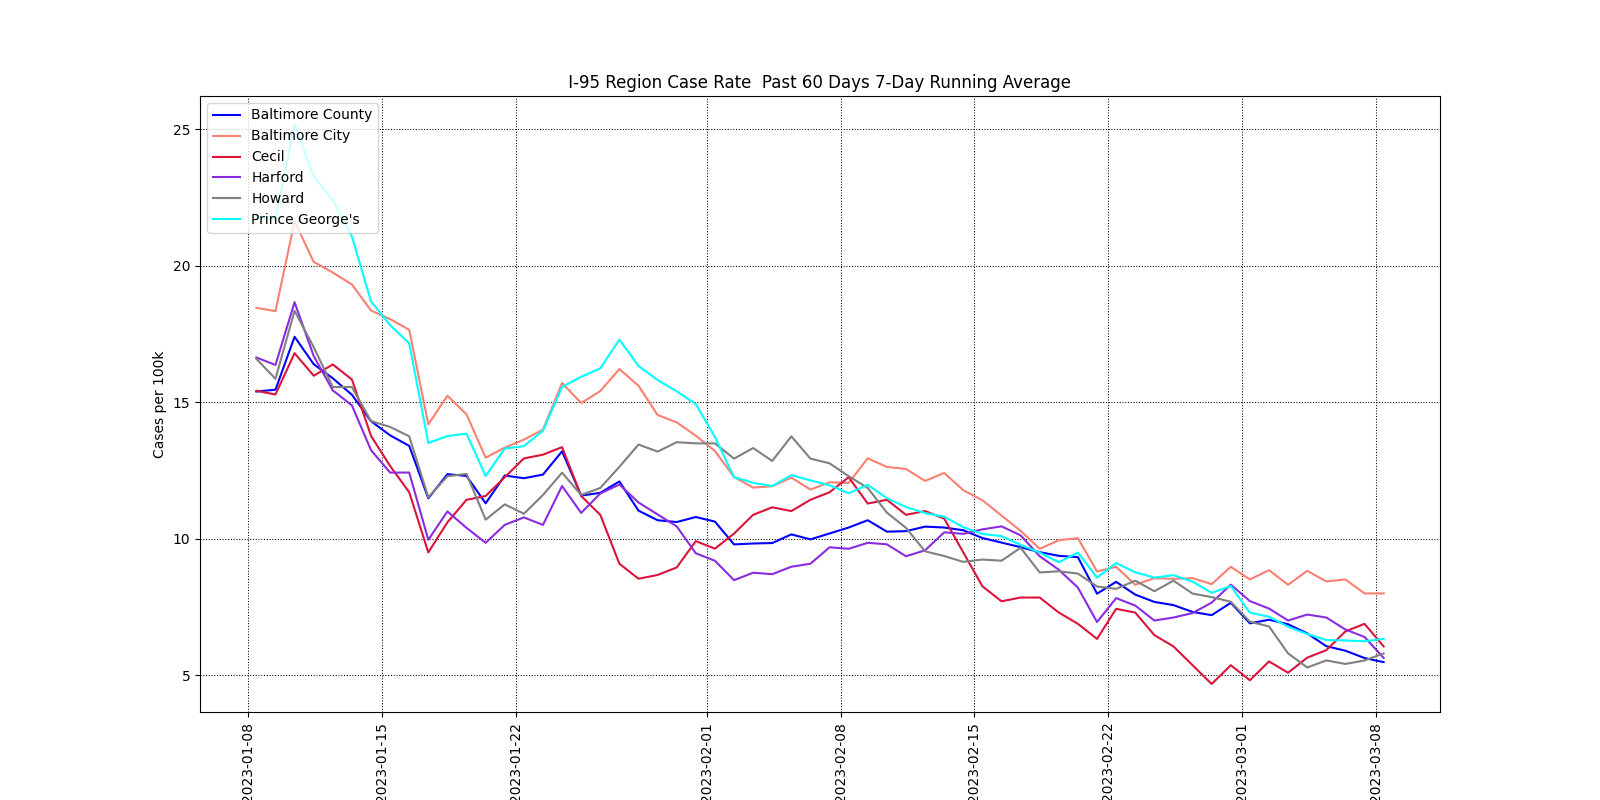 I-95 Region Case Rate  Past 60 Days 7-Day Running Average
Baltimore County
Baltimore City
Cecil
Harford
Howard
Prince George's
25
20
15
10
5
Cases per 100k
2023-01-08
2023-01-15
2023-01-22
2023-02-01
2023-02-08
2023-02-15
2023-02-22
2023-03-01
2023-03-08